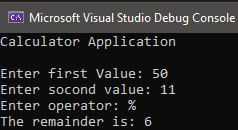 Microsoft Visual Studio Debug Console
Calculator Application
Enter first Value: 50
Enter socond value: 11
Enter operator: %
The remainder is: 6